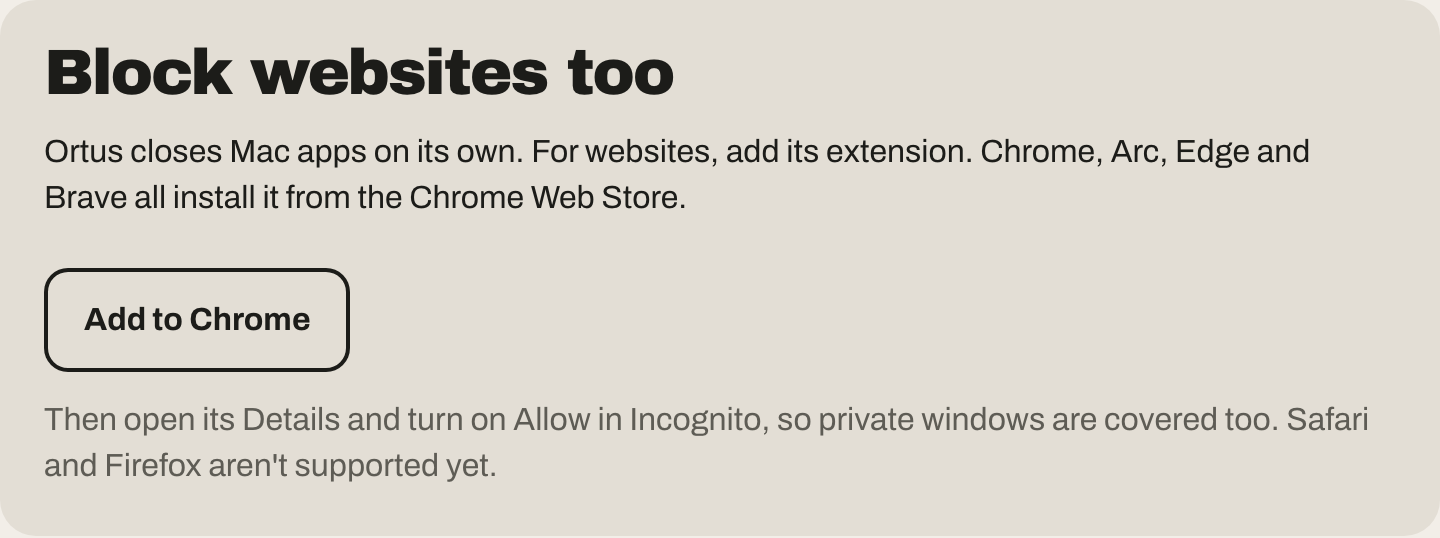 Block websites too
Ortus closes Mac apps on its own. For websites, add its extension. Chrome, Arc, Edge and
Brave all install it from the Chrome Web Store.
Add to Chrome
Then open its Details and turn on Allow in Incognito, so private windows are covered too. Safari
and Firefox aren't supported yet.